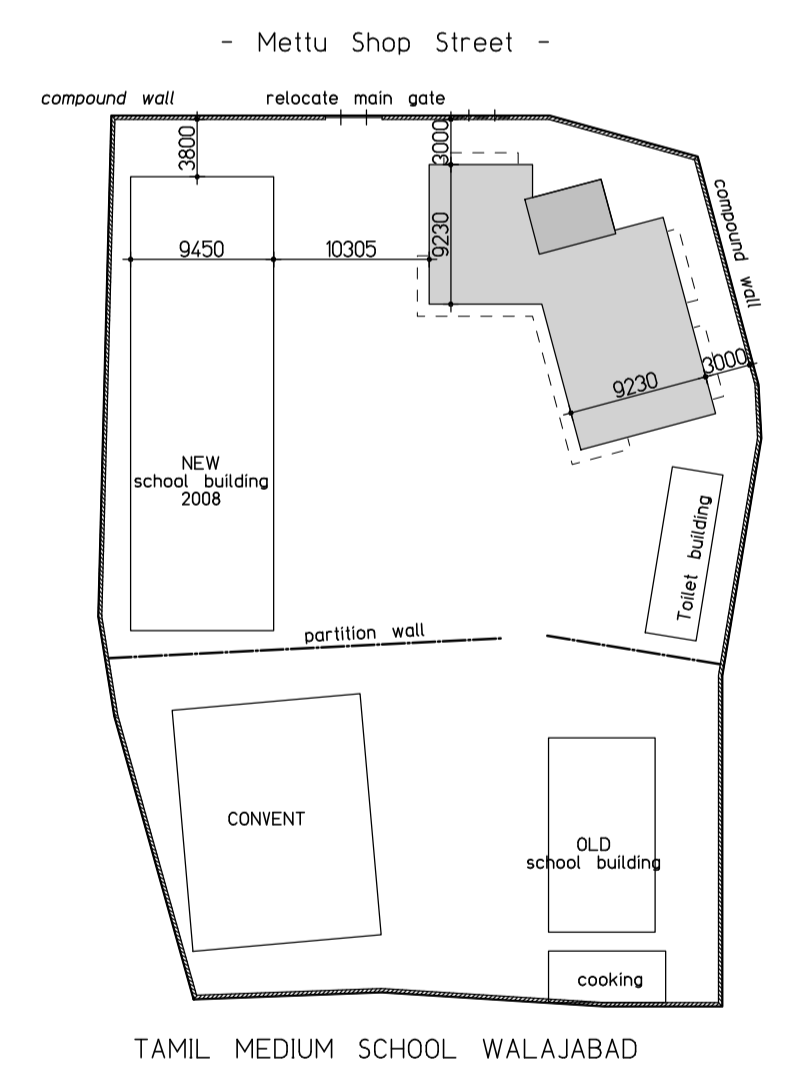 - Mettu Shop Street -
compound wall
relocate main gate
3800
3000
9450
10305
9230
compound wall
9230
3000
NEW
school building
2008
Toilet building
partition wall
CONVENT
OLD
school building
cooking
TAMIL MEDIUM SCHOOL WALAJABAD